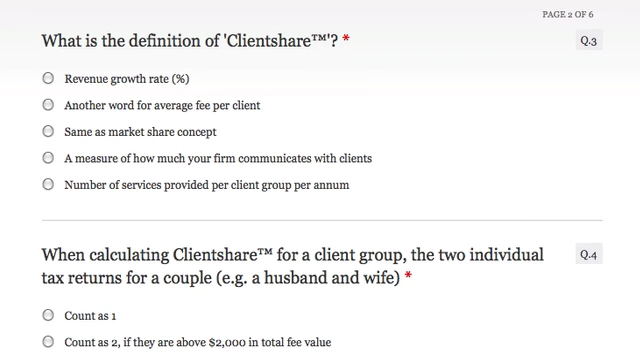 PAGE 2 OF 6
What is the definition of 'Clientshare™'? *
Q.3
Revenue growth rate (%)
Another word for average fee per client
Same as market share concept
A measure of how much your firm communicates with clients
Number of services provided per client group per annum
When calculating Clientshare™ for a client group, the two individual
Q.4
tax returns for a couple (e.g. a husband and wife) *
Count as 1
Count as 2, if they are above $2,000 in total fee value